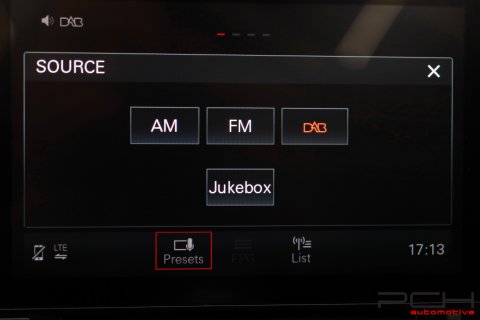 DAB
SOURCE
X
AM FM DAB
Jukebox
LTE
Presets EPG List 17:13
PCH
automotive